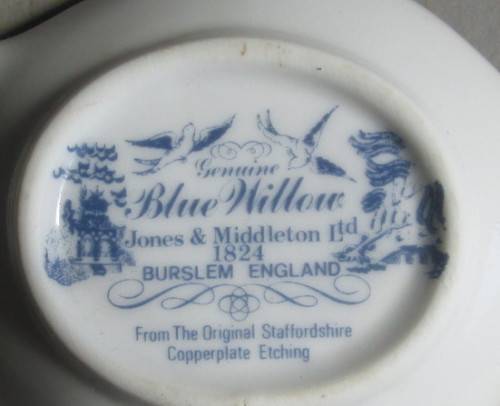 Genuine
Blue Willow
Jones & Middleton Ltd
1824
BURSLEM ENGLAND
From The Original Staffordshire
Copperplate Etching